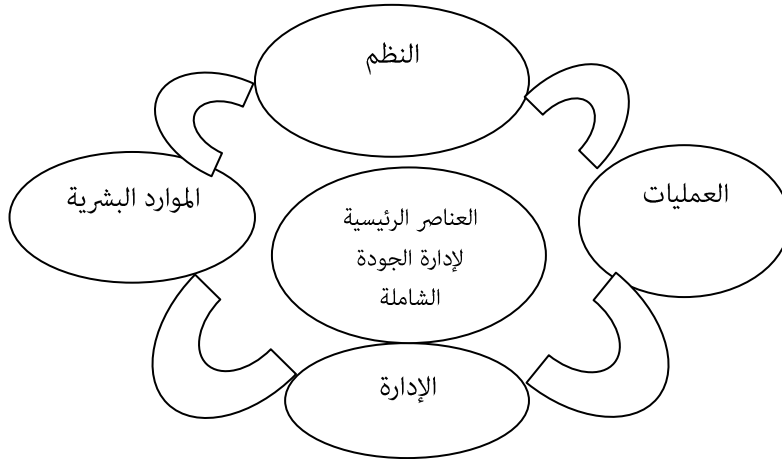 النظم
العمليات
الموارد البشرية
العناصر الرئيسية
لإدارة الجودة
الشاملة
الإدارة